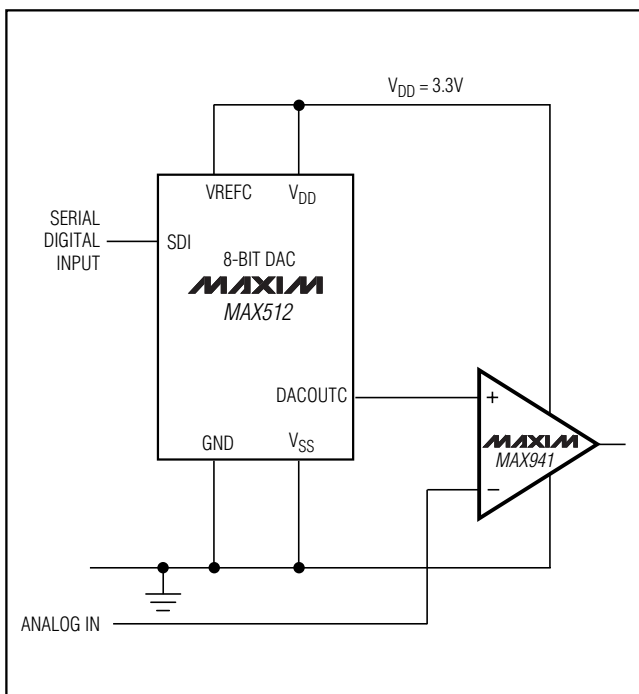 V_DD = 3.3V
VREFC V_DD
SERIAL
DIGITAL
INPUT
SDI
8-BIT DAC
MAXIM
MAX512
DACOUTC
+
MAXIM
MAX941
GND V_SS
−
ANALOG IN